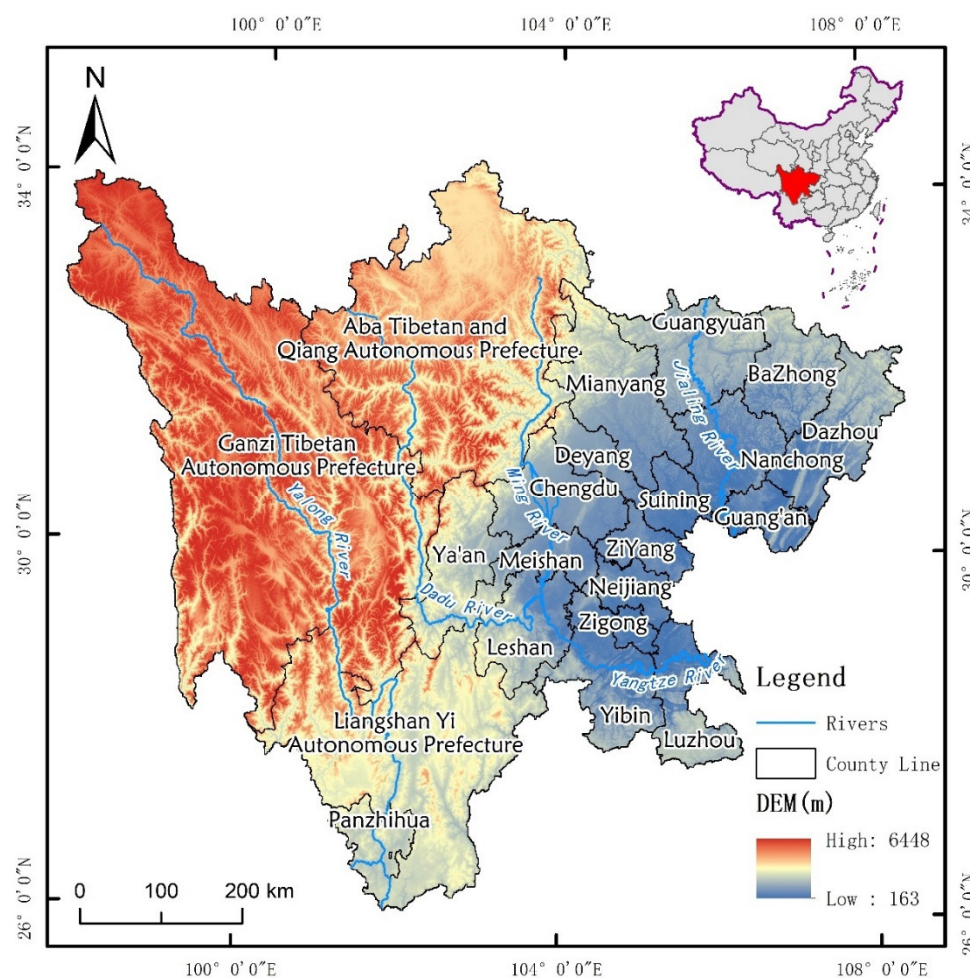 100° 0′0″E
104° 0′0″E
108° 0′0″E
N
34° 0′0″N
34° 0′0″N
Guangyuan
Aba Tibetan and
Qiang Autonomous Prefecture
Mianyang
BaZhong
Jialing River
Dazhou
Ganzi Tibetan
Autonomous Prefecture
Deyang
Nanchong
Chengdu
Ming River
Suining
Guang'an
Yalong River
30° 0′0″N
30° 0′0″N
Ya'an
Meishan
ZiYang
Neijiang
Dadu River
Zigong
Leshan
Yangtze River
Legend
Yibin
Rivers
Liangshan Yi
Autonomous Prefecture
Luzhou
County Line
DEM(m)
Panzhihua
High: 6448
Low : 163
0 100 200 km
26° 0′0″N
26° 0′0″N
100° 0′0″E
104° 0′0″E
108° 0′0″E